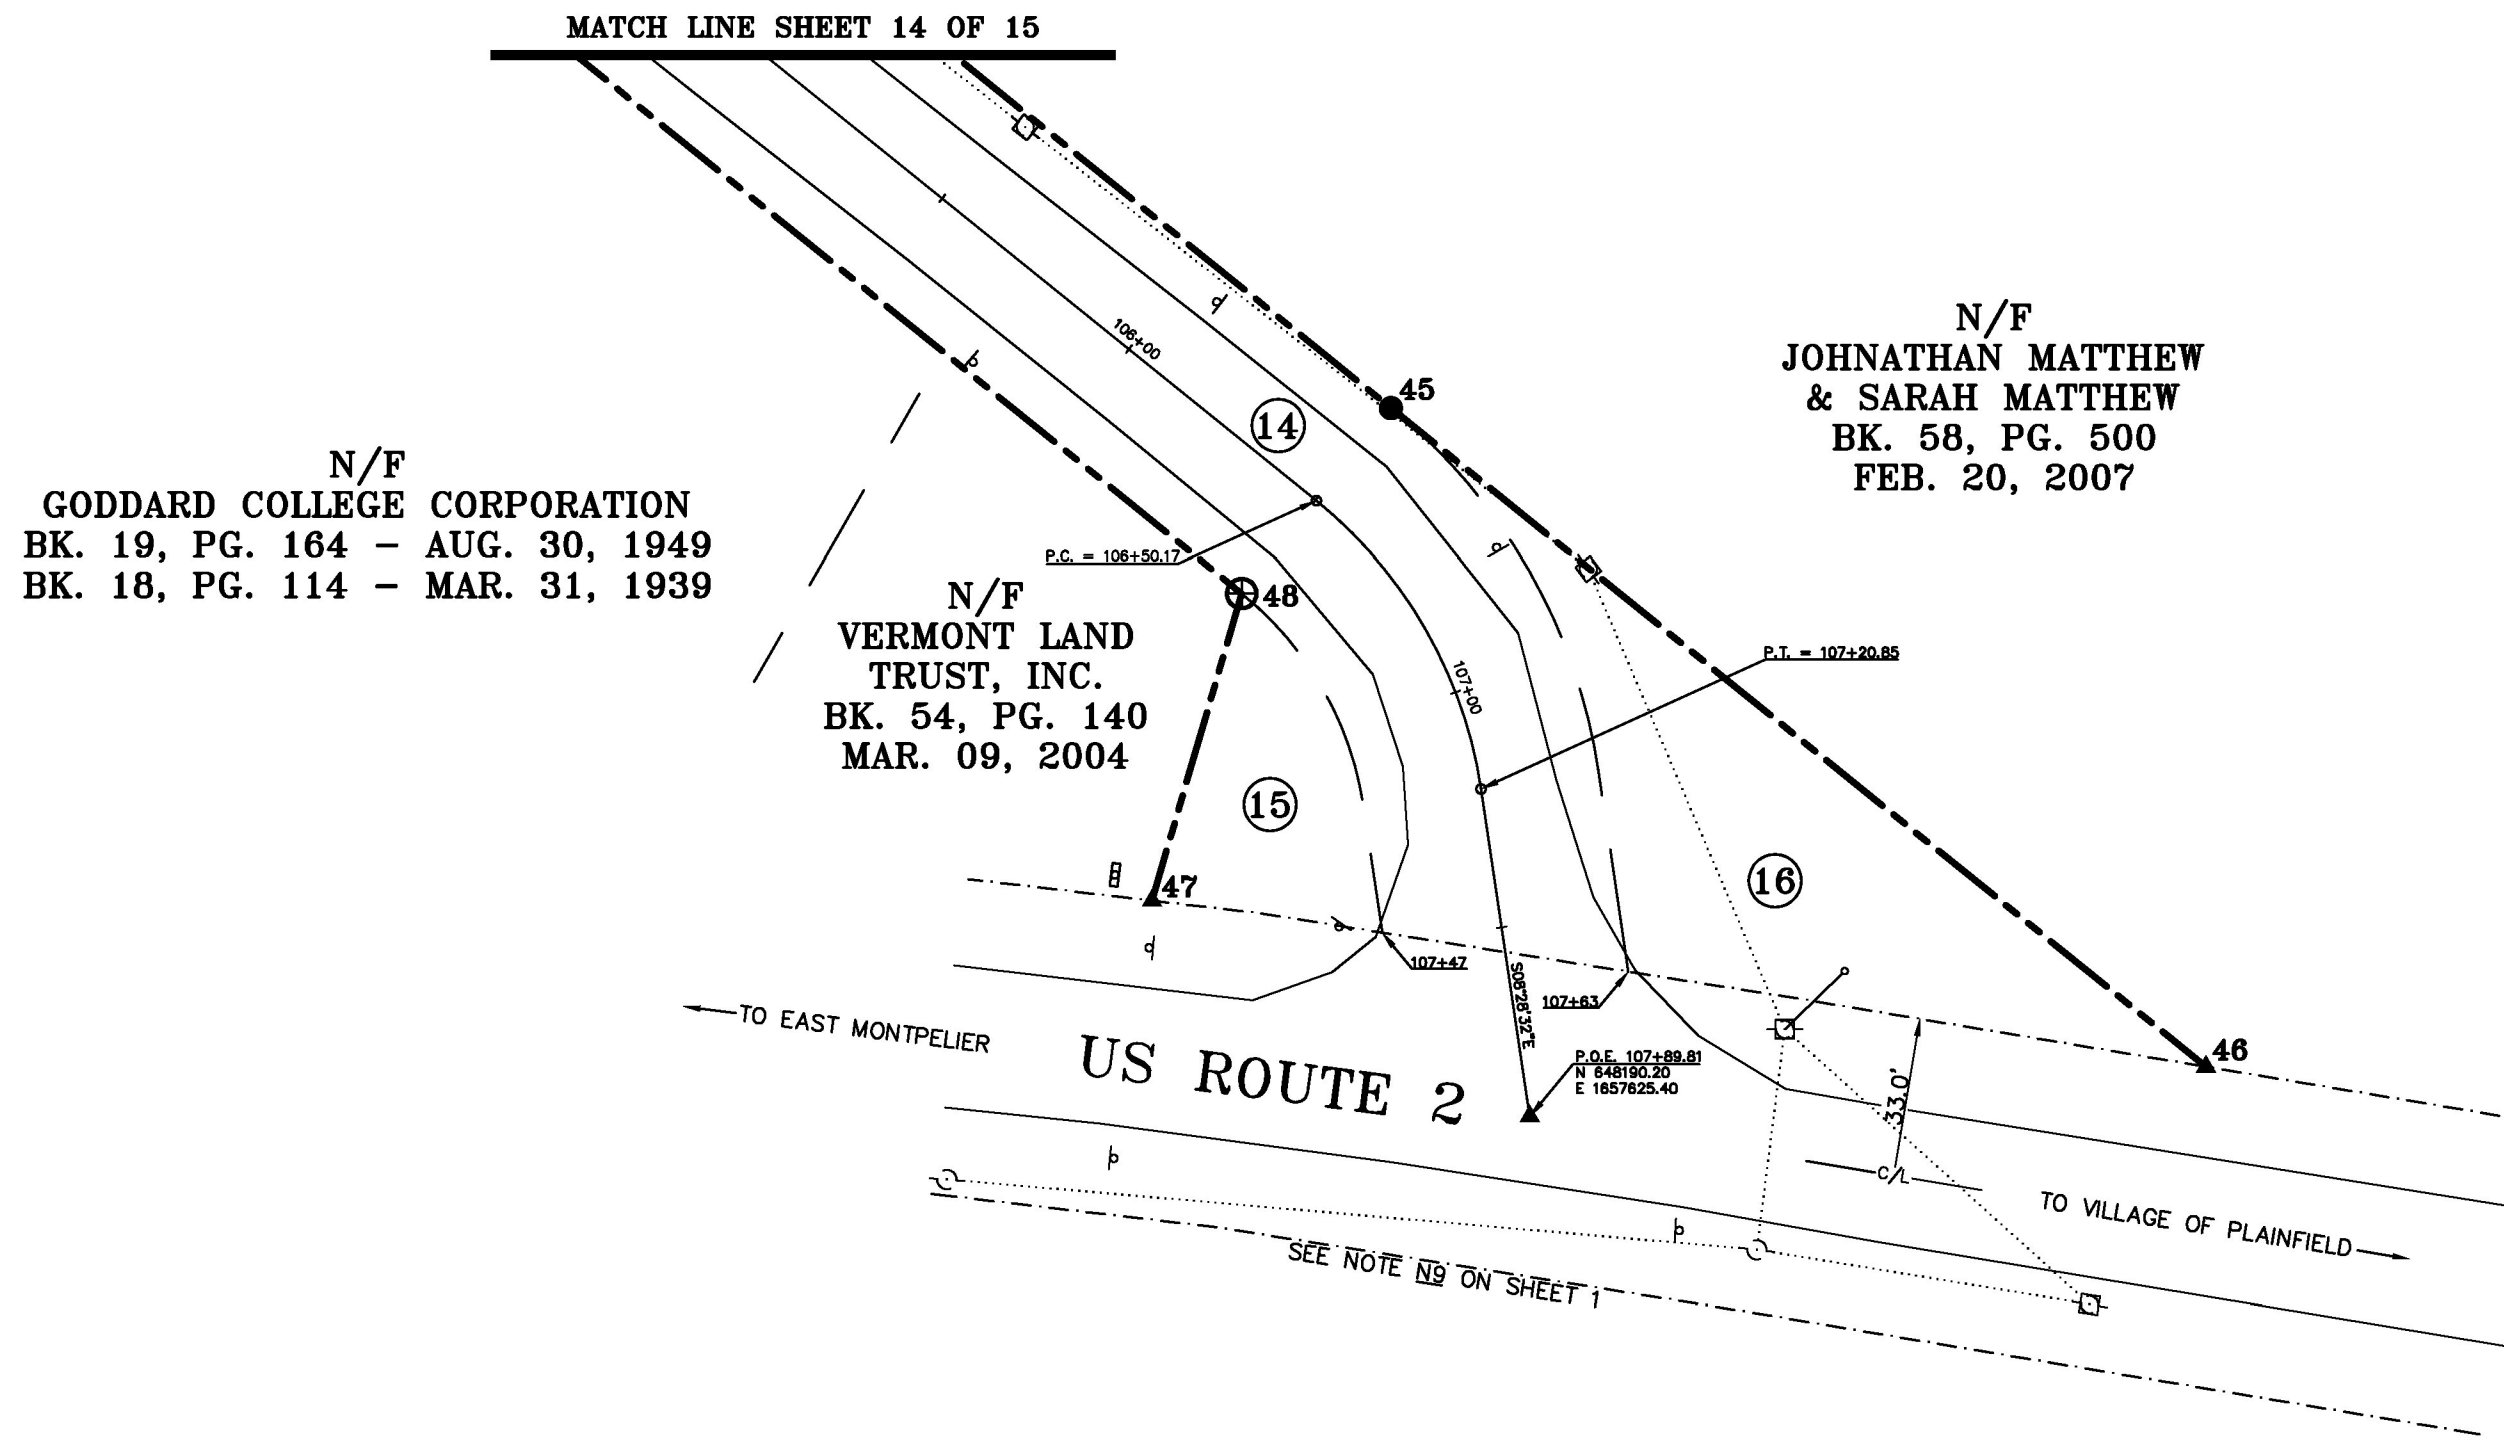 MATCH LINE SHEET 14 OF 15
N/F
JOHNATHAN MATTHEW
& SARAH MATTHEW
BK. 58, PG. 500
FEB. 20, 2007
106+00
45
14
N/F
GODDARD COLLEGE CORPORATION
BK. 19, PG. 164 - AUG. 30, 1949
BK. 18, PG. 114 - MAR. 31, 1939
P.C. = 106+50.17
48
N/F
VERMONT LAND
TRUST, INC.
BK. 54, PG. 140
MAR. 09, 2004
P.T. = 107+20.85
107+00
15
16
47
107+47
107+63
S08°28'32"E
TO EAST MONTPELIER
US ROUTE 2
P.O.E. 107+89.81
N 648190.20
E 1657625.40
46
33.0'
C/L
TO VILLAGE OF PLAINFIELD
SEE NOTE N9 ON SHEET 1